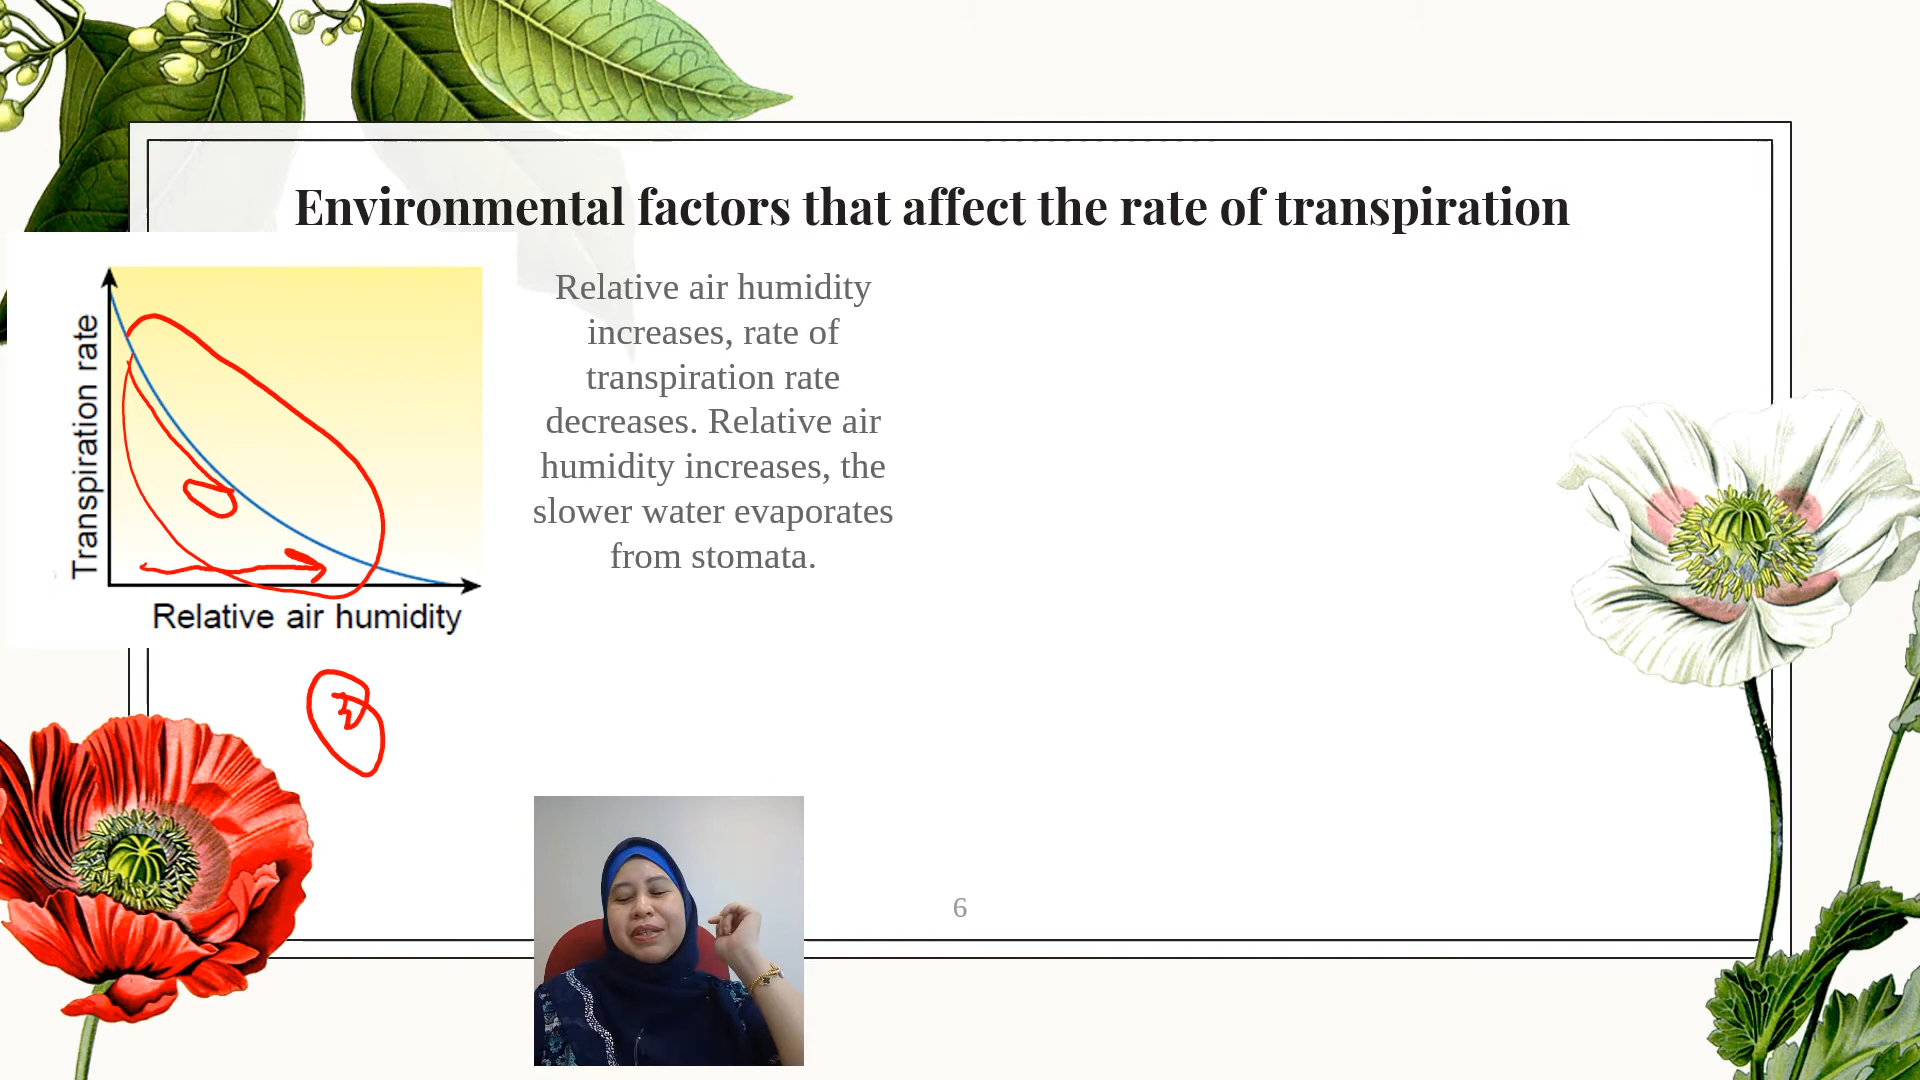 Environmental factors that affect the rate of transpiration
Transpiration rate
Relative air humidity
Relative air humidity
increases, rate of
transpiration rate
decreases. Relative air
humidity increases, the
slower water evaporates
from stomata.
6